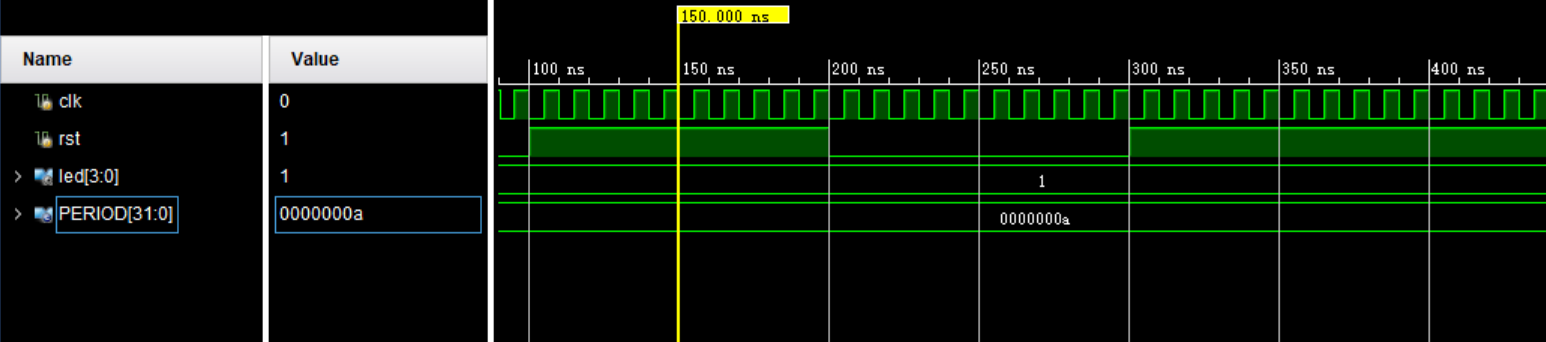 150.000 ns
Name Value
100 ns 150 ns 200 ns 250 ns 300 ns 350 ns 400 ns
clk 0
rst 1
led[3:0] 1 1
PERIOD[31:0] 0000000a 0000000a